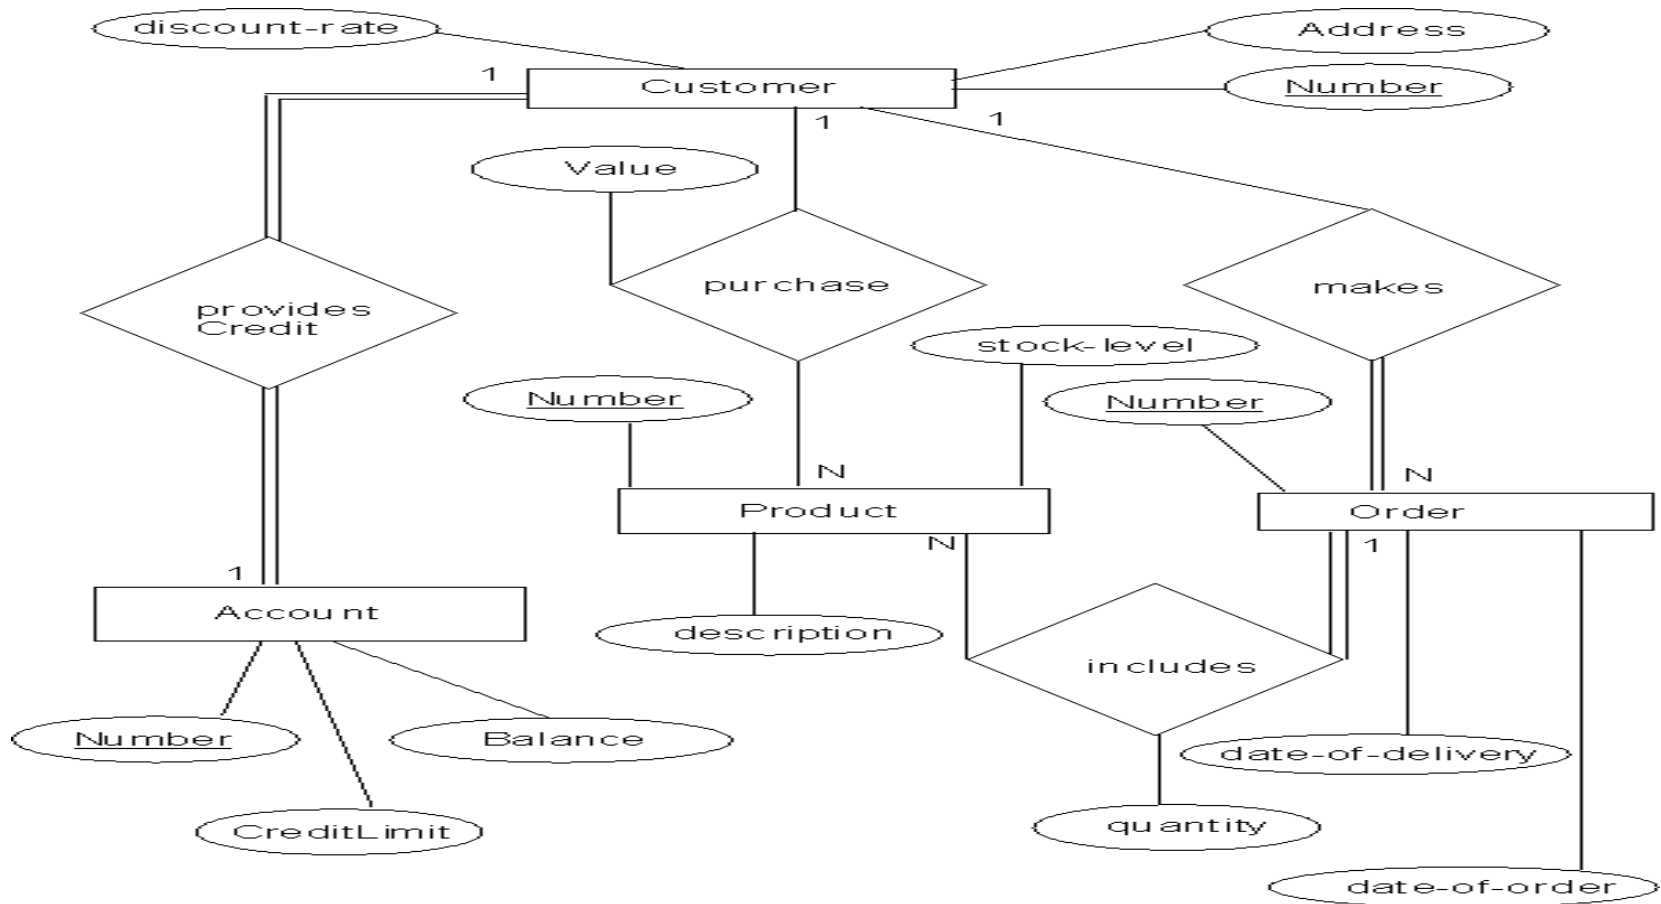 discount-rate
Address
1
Customer
Number
1
1
Value
purchase
makes
provides
Credit
stock-level
Number
Number
N
N
Product
Order
N
1
1
Account
description
includes
Number
Balance
date-of-delivery
CreditLimit
quantity
date-of-order